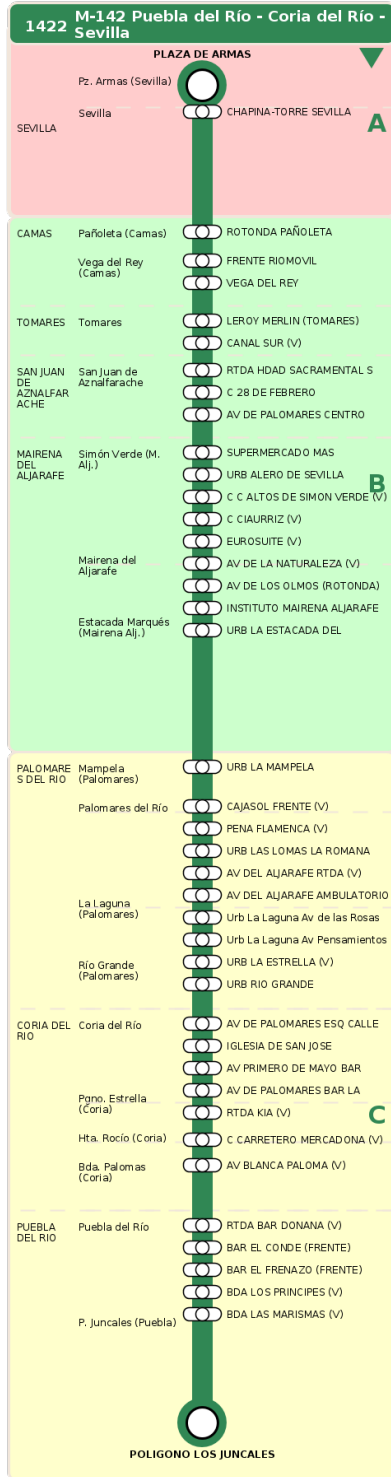 1422 M-142 Puebla del Río - Coria del Río -
Sevilla
PLAZA DE ARMAS
Pz. Armas (Sevilla)
Sevilla CHAPINA-TORRE SEVILLA
A
SEVILLA
CAMAS Pañoleta (Camas) ROTONDA PAÑOLETA
Vega del Rey
(Camas)
FRENTE RIOMOVIL
VEGA DEL REY
TOMARES Tomares LEROY MERLIN (TOMARES)
CANAL SUR (V)
SAN JUAN
DE
AZNALFAR
ACHE
San Juan de
Aznalfarache
RTDA HDAD SACRAMENTAL S
C 28 DE FEBRERO
AV DE PALOMARES CENTRO
MAIRENA
DEL
ALJARAFE
Simón Verde (M.
Alj.)
SUPERMERCADO MAS
URB ALERO DE SEVILLA
B
C C ALTOS DE SIMON VERDE (V)
C CIAURRIZ (V)
EUROSUITE (V)
Mairena del
Aljarafe
AV DE LA NATURALEZA (V)
AV DE LOS OLMOS (ROTONDA)
INSTITUTO MAIRENA ALJARAFE
Estacada Marqués
(Mairena Alj.)
URB LA ESTACADA DEL
PALOMARE
S DEL RIO
Mampela
(Palomares)
URB LA MAMPELA
Palomares del Río CAJASOL FRENTE (V)
PENA FLAMENCA (V)
URB LAS LOMAS LA ROMANA
AV DEL ALJARAFE RTDA (V)
AV DEL ALJARAFE AMBULATORIO
La Laguna
(Palomares)
Urb La Laguna Av de las Rosas
Urb La Laguna Av Pensamientos
Río Grande
(Palomares)
URB LA ESTRELLA (V)
URB RIO GRANDE
CORIA DEL
RIO
Coria del Río
AV DE PALOMARES ESQ CALLE
IGLESIA DE SAN JOSE
AV PRIMERO DE MAYO BAR
AV DE PALOMARES BAR LA
Pgno. Estrella
(Coria)
RTDA KIA (V)
C
Hta. Rocío (Coria) C CARRETERO MERCADONA (V)
Bda. Palomas
(Coria)
AV BLANCA PALOMA (V)
PUEBLA
DEL RIO
Puebla del Río
RTDA BAR DONANA (V)
BAR EL CONDE (FRENTE)
BAR EL FRENAZO (FRENTE)
BDA LOS PRINCIPES (V)
BDA LAS MARISMAS (V)
P. Juncales (Puebla)
POLIGONO LOS JUNCALES